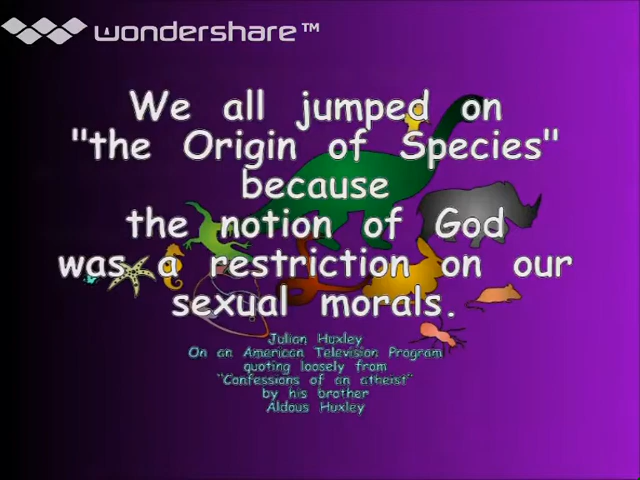 wondershare™
We all jumped on
"the Origin of Species"
because
the notion of God
was a restriction on our
sexual morals.
Julian Huxley
On an American Television Program
quoting loosely from
"Confessions of an atheist"
by his brother
Aldous Huxley